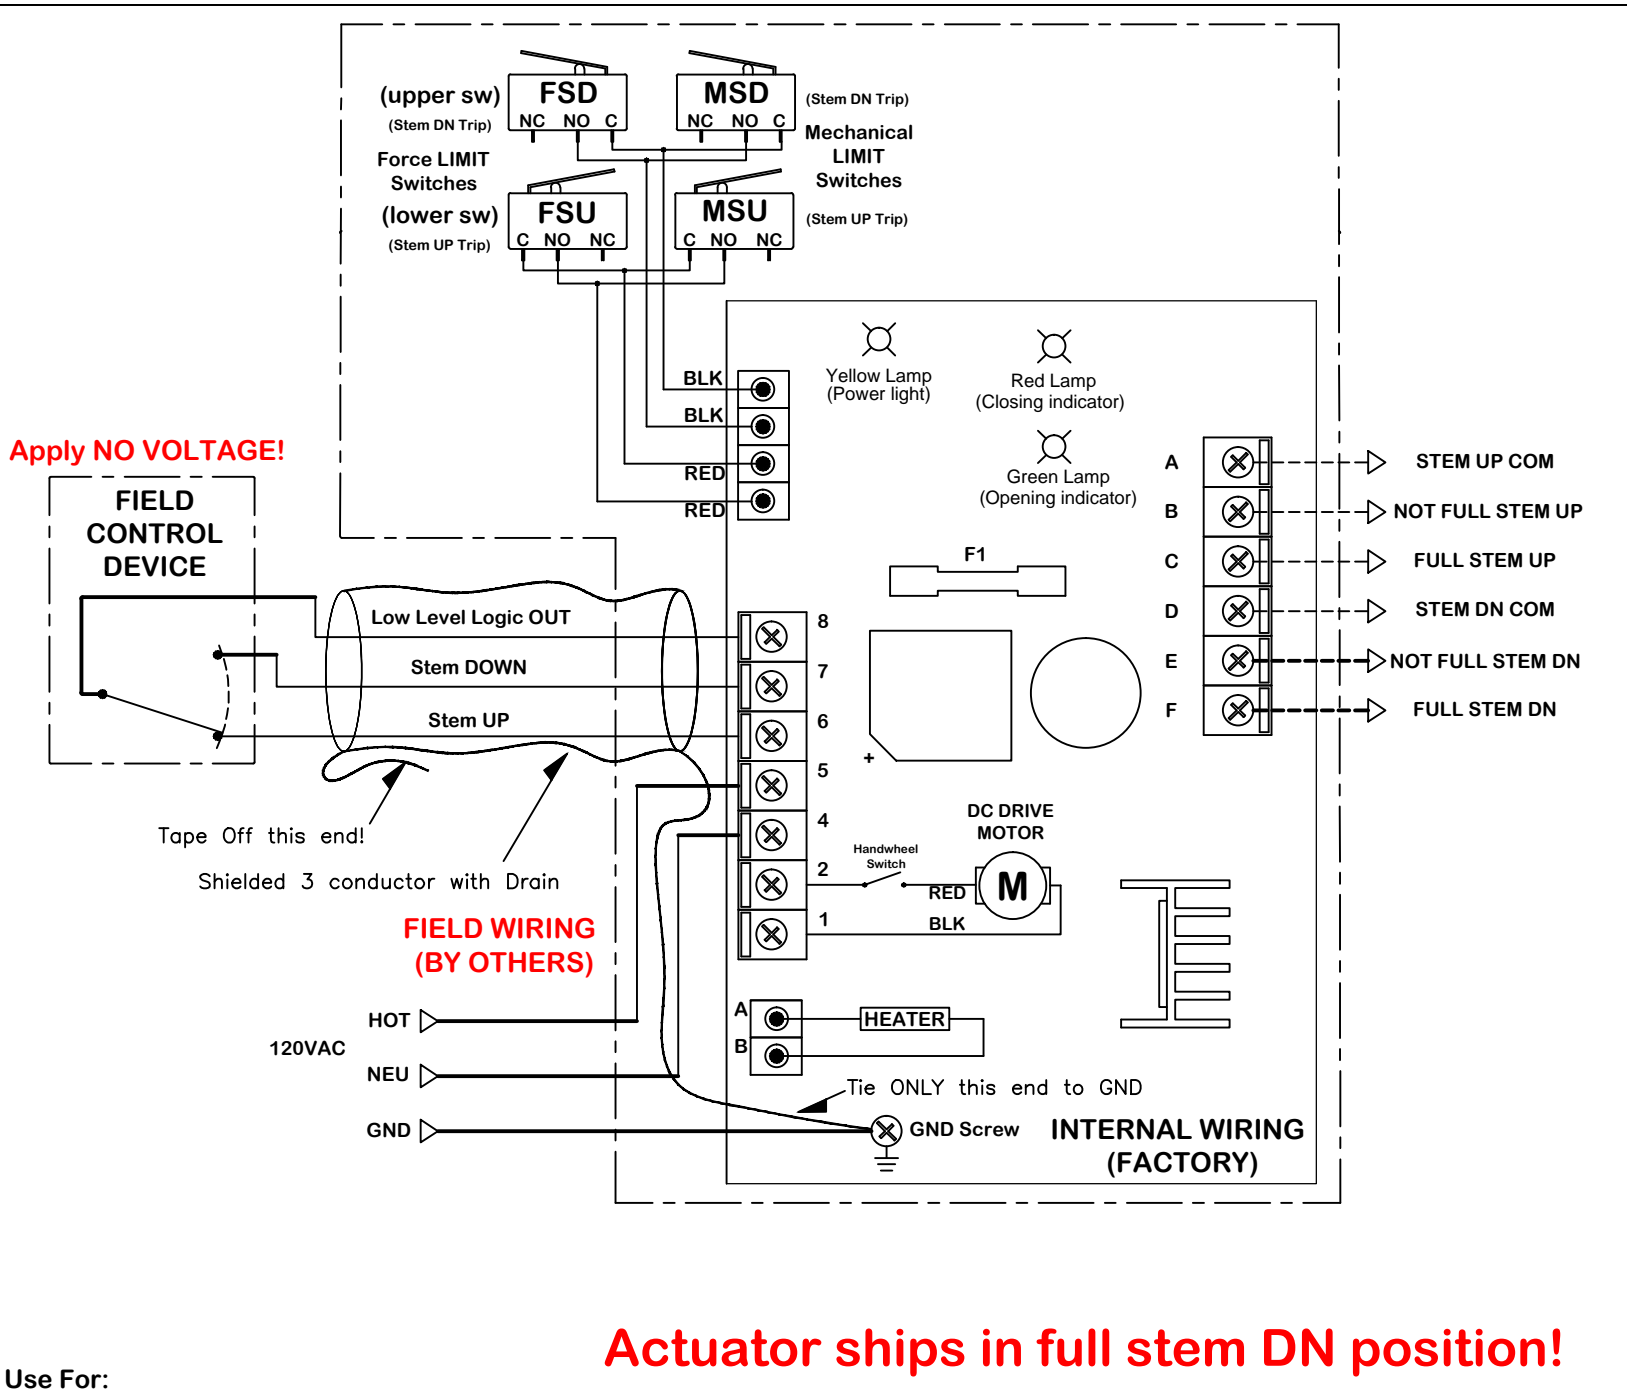 (upper sw)
(Stem DN Trip)
FSD
NC NO C
MSD
NC NO C
(Stem DN Trip)
Force LIMIT
Switches
Mechanical
LIMIT
Switches
(lower sw)
(Stem UP Trip)
FSU
C NO NC
MSU
C NO NC
(Stem UP Trip)
BLK
BLK
RED
RED
Yellow Lamp
(Power light)
Red Lamp
(Closing indicator)
Green Lamp
(Opening indicator)
Apply NO VOLTAGE!
FIELD
CONTROL
DEVICE
Low Level Logic OUT
Stem DOWN
Stem UP
8
7
6
5
4
2
1
F1
+
A STEM UP COM
B NOT FULL STEM UP
C FULL STEM UP
D STEM DN COM
E NOT FULL STEM DN
F FULL STEM DN
Tape Off this end!
Shielded 3 conductor with Drain
FIELD WIRING
(BY OTHERS)
DC DRIVE
MOTOR
Handwheel
Switch
RED
M
BLK
HOT
120VAC
NEU
GND
A
B
HEATER
Tie ONLY this end to GND
GND Screw
INTERNAL WIRING
(FACTORY)
Actuator ships in full stem DN position!
Use For: